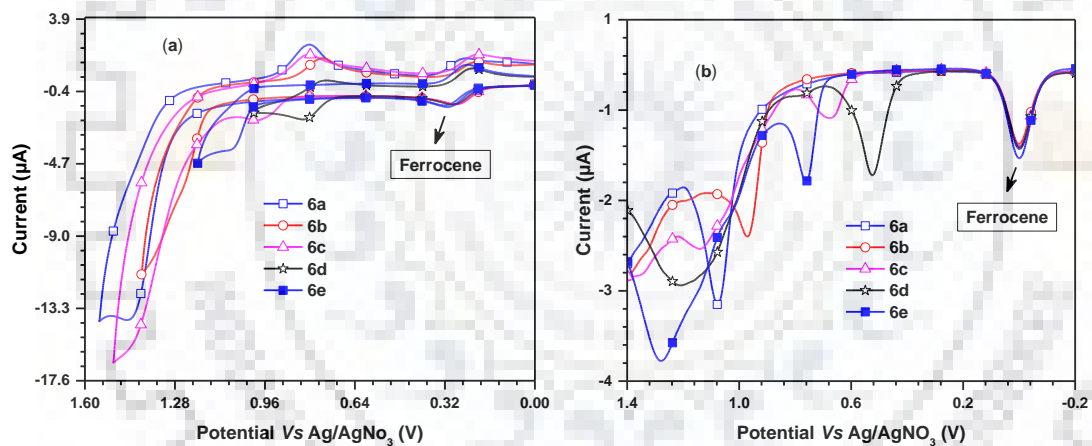 (a)
3.9
-0.4
-4.7
-9.0
-13.3
-17.6
Current (μA)
Ferrocene
6a
6b
6c
6d
6e
1.60 1.28 0.96 0.64 0.32 0.00
Potential Vs Ag/AgNo3 (V)
(b)
1
0
-1
-2
-3
-4
Current (μA)
Ferrocene
6a
6b
6c
6d
6e
1.4 1.0 0.6 0.2 -0.2
Potential Vs Ag/AgNO3 (V)